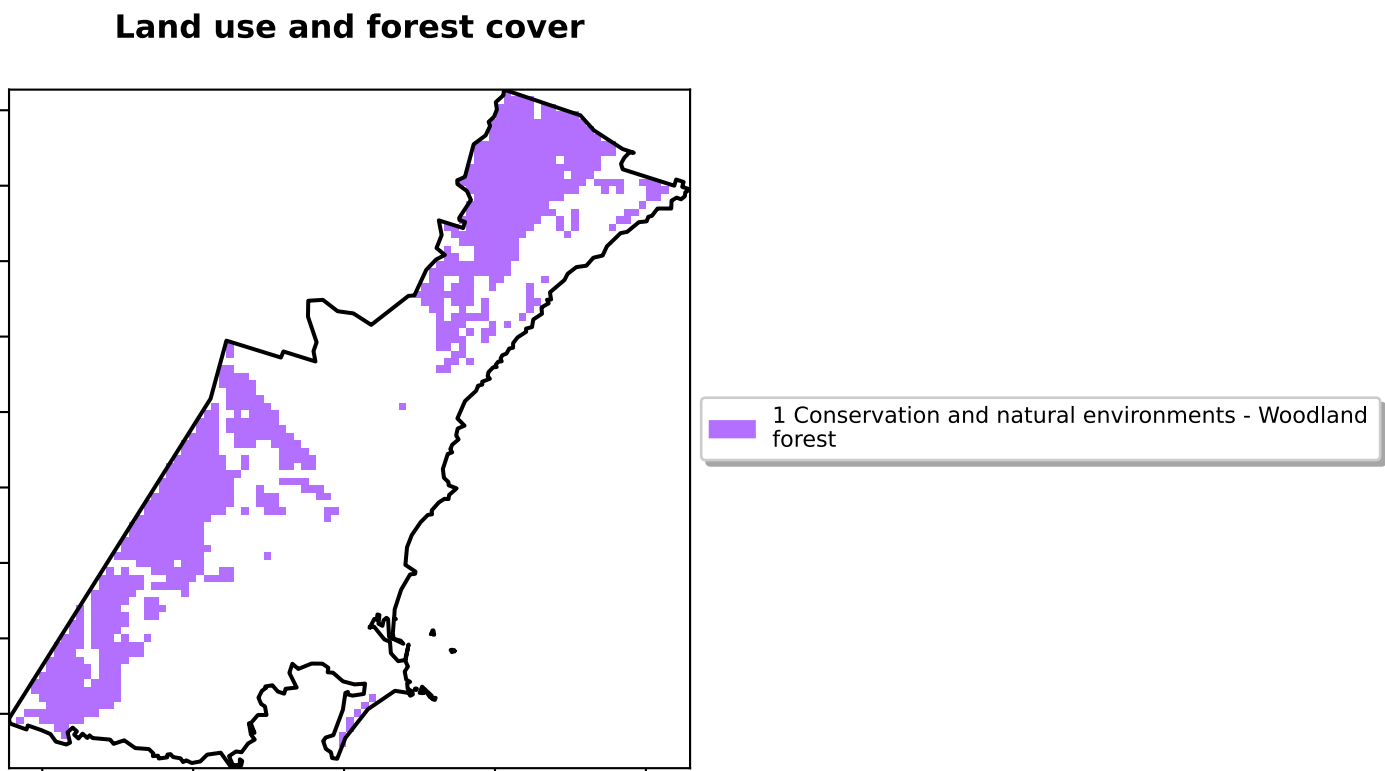 Land use and forest cover
1 Conservation and natural environments - Woodland
forest